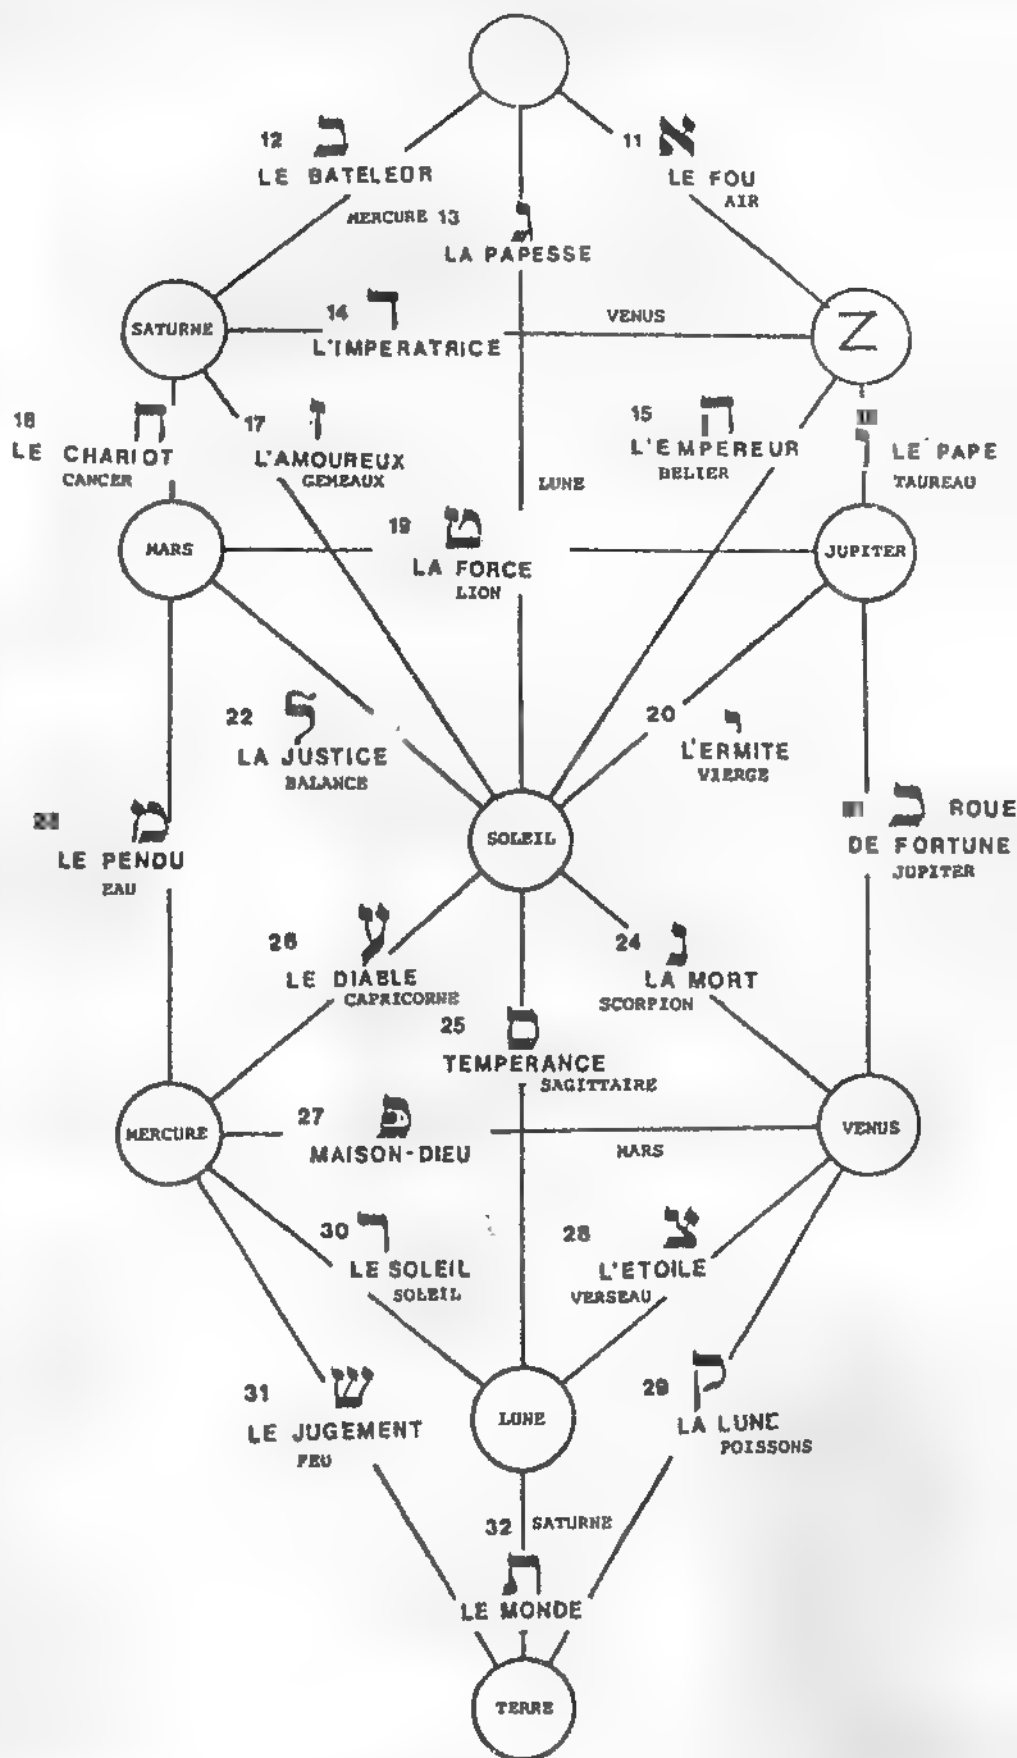 12 ב 11 א
LE BATELEUR LE FOU
AIR
MERCURE 13 ג
LA PAPESSE
SATURNE 14 ד VENUS Z
L'IMPERATRICE
18 ח 17 ז 15 ה ו
LE CHARIOT L'AMOUREUX L'EMPEREUR LE PAPE
CANCER GEMEAUX BELIER TAUREAU
LUNE
MARS 19 ט JUPITER
LA FORCE
LION
22 ל 20 י
LA JUSTICE L'ERMITE
BALANCE VIERGE
מ כ ROUE
LE PENDU SOLEIL DE FORTUNE
EAU JUPITER
26 ע 24 נ
LE DIABLE LA MORT
CAPRICORNE SCORPION
25 ס
TEMPERANCE
SAGITTAIRE
MERCURE 27 פ VENUS
MAISON-DIEU MARS
30 ר 28 צ
LE SOLEIL L'ETOILE
SOLEIL VERSEAU
31 ש LUNE 29 ק
LE JUGEMENT LA LUNE
FEU POISSONS
32 SATURNE
ת
LE MONDE
TERRE